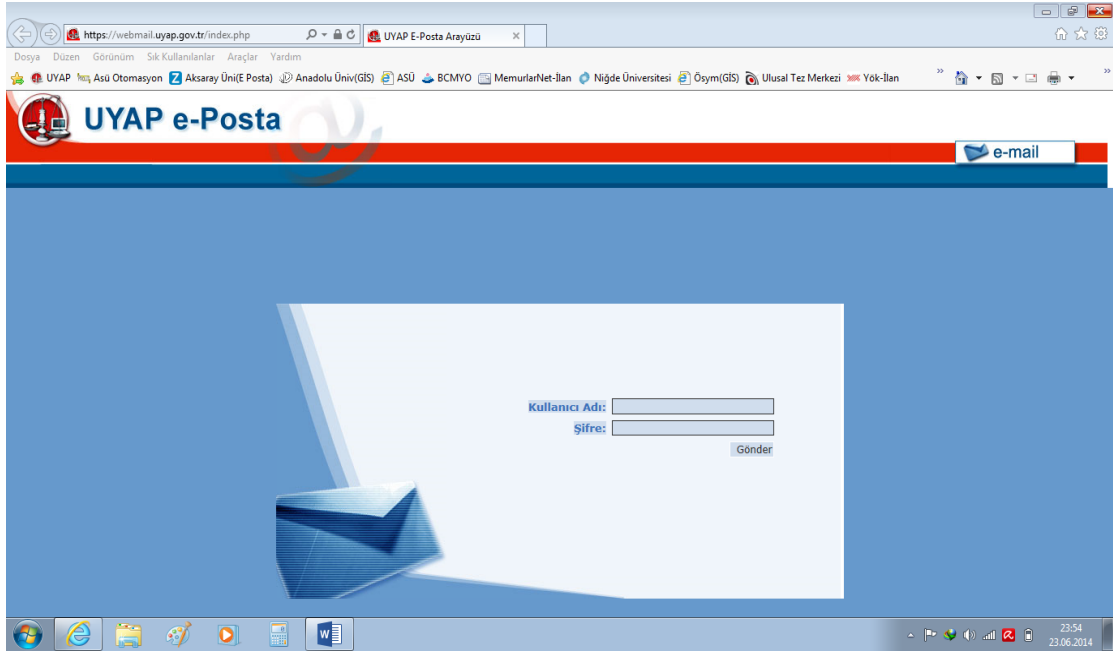 https://webmail.uyap.gov.tr/index.php
UYAP E-Posta Arayüzü
Dosya Düzen Görünüm Sık Kullanılanlar Araçlar Yardım
UYAP Asü Otomasyon Aksaray Üni(E Posta) Anadolu Üniv(GİS) ASÜ BCMYO MemurlarNet-İlan Niğde Üniversitesi Ösym(GİS) Ulusal Tez Merkezi Yök-İlan
UYAP e-Posta
e-mail
Kullanıcı Adı:
Şifre:
Gönder
23:54
23.06.2014